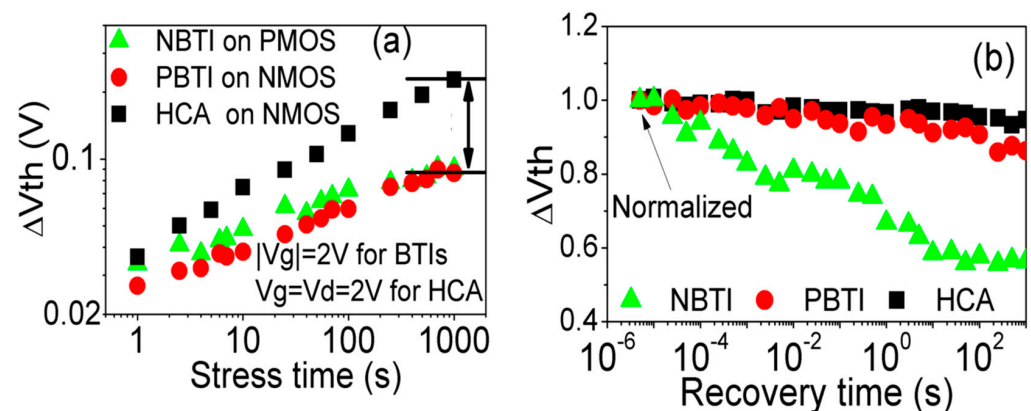 (a)
NBTI on PMOS
PBTI on NMOS
HCA on NMOS
ΔVth (V)
0.1
0.02
|Vg|=2V for BTIs
Vg=Vd=2V for HCA
1 10 100 1000
Stress time (s)
(b)
ΔVth
1.2
1.0
0.8
0.6
0.4
Normalized
NBTI PBTI HCA
10⁻⁶ 10⁻⁴ 10⁻² 10⁰ 10²
Recovery time (s)